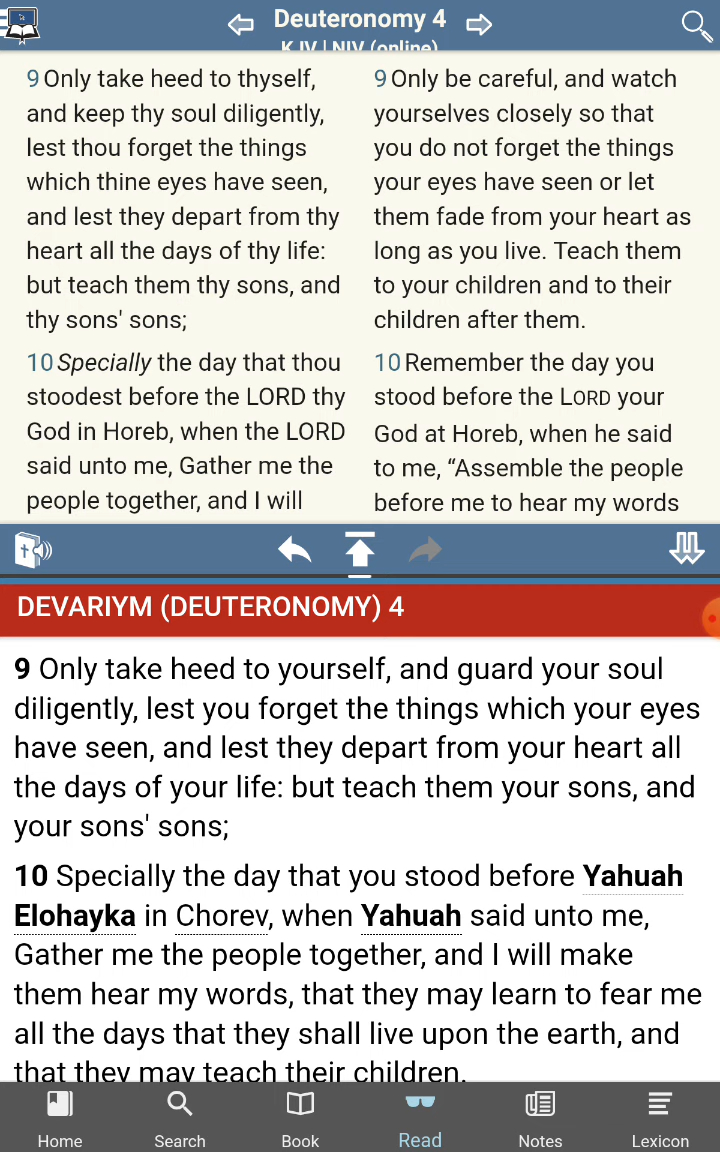 Deuteronomy 4
KJV | NIV (online)
9 Only take heed to thyself,
and keep thy soul diligently,
lest thou forget the things
which thine eyes have seen,
and lest they depart from thy
heart all the days of thy life:
but teach them thy sons, and
thy sons' sons;
10 Specially the day that thou
stoodest before the LORD thy
God in Horeb, when the LORD
said unto me, Gather me the
people together, and I will
9 Only be careful, and watch
yourselves closely so that
you do not forget the things
your eyes have seen or let
them fade from your heart as
long as you live. Teach them
to your children and to their
children after them.
10 Remember the day you
stood before the LORD your
God at Horeb, when he said
to me, “Assemble the people
before me to hear my words
DEVARIYM (DEUTERONOMY) 4
9 Only take heed to yourself, and guard your soul
diligently, lest you forget the things which your eyes
have seen, and lest they depart from your heart all
the days of your life: but teach them your sons, and
your sons' sons;
10 Specially the day that you stood before Yahuah
Elohayka in Chorev, when Yahuah said unto me,
Gather me the people together, and I will make
them hear my words, that they may learn to fear me
all the days that they shall live upon the earth, and
that they may teach their children.
Home Search Book Read Notes Lexicon